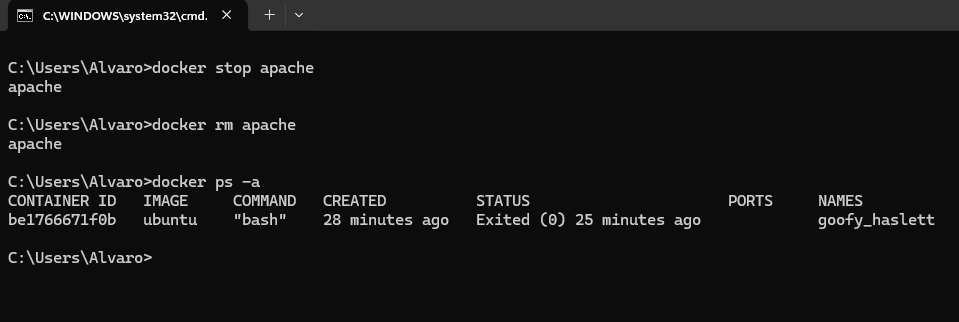 C:\WINDOWS\system32\cmd.
C:\Users\Alvaro>docker stop apache
apache
C:\Users\Alvaro>docker rm apache
apache
C:\Users\Alvaro>docker ps -a
CONTAINER ID   IMAGE     COMMAND   CREATED          STATUS                      PORTS     NAMES
be1766671f0b   ubuntu    "bash"    28 minutes ago   Exited (0) 25 minutes ago             goofy_haslett
C:\Users\Alvaro>